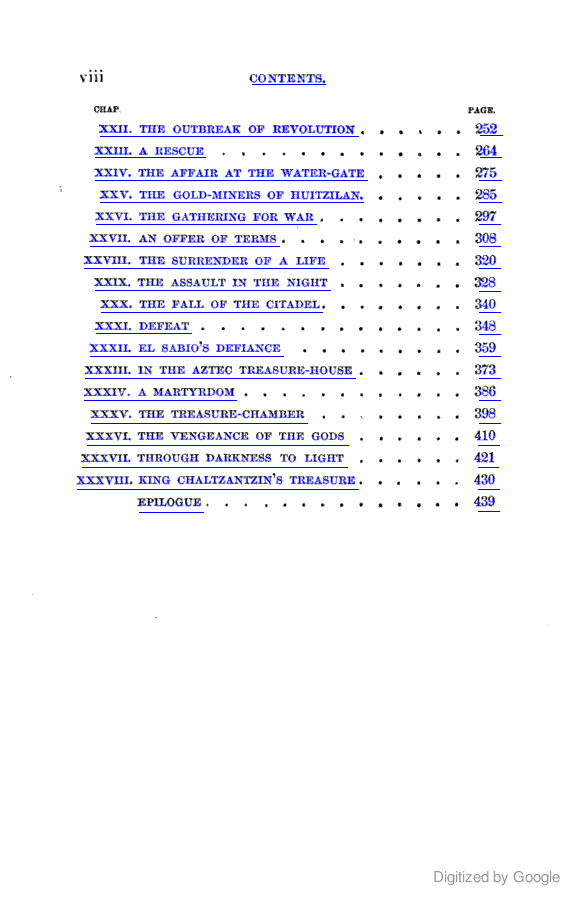 viii CONTENTS.
CHAP. PAGE.
XXII. THE OUTBREAK OF REVOLUTION . . . . . . 252
XXIII. A RESCUE . . . . . . . . . . . . . 264
XXIV. THE AFFAIR AT THE WATER-GATE . . . . . 275
XXV. THE GOLD-MINERS OF HUITZILAN. . . . . . 285
XXVI. THE GATHERING FOR WAR . . . . . . . . 297
XXVII. AN OFFER OF TERMS . . . . . . . . . . 308
XXVIII. THE SURRENDER OF A LIFE . . . . . . . 320
XXIX. THE ASSAULT IN THE NIGHT . . . . . . . 328
XXX. THE FALL OF THE CITADEL. . . . . . . . 340
XXXI. DEFEAT . . . . . . . . . . . . . . 348
XXXII. EL SABIO'S DEFIANCE . . . . . . . . . 359
XXXIII. IN THE AZTEC TREASURE-HOUSE . . . . . . 373
XXXIV. A MARTYRDOM . . . . . . . . . . . . 386
XXXV. THE TREASURE-CHAMBER . . . . . . . . 398
XXXVI. THE VENGEANCE OF THE GODS . . . . . . 410
XXXVII. THROUGH DARKNESS TO LIGHT . . . . . . 421
XXXVIII. KING CHALTZANTZIN'S TREASURE . . . . . . 430
EPILOGUE . . . . . . . . . . . . . . 439
Digitized by Google